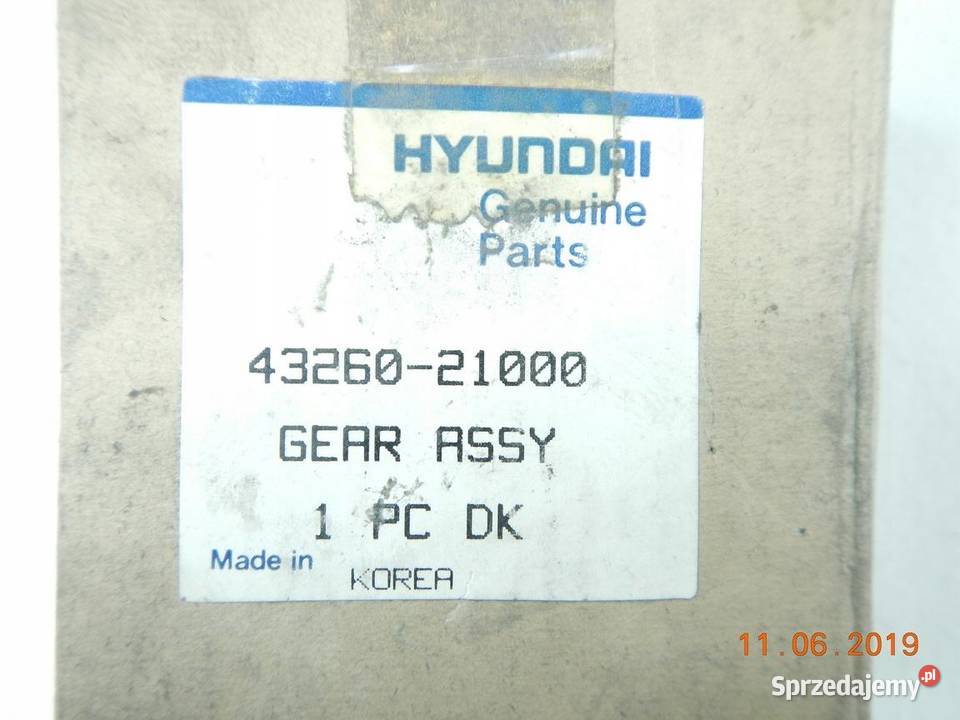 HYUNDAI
Genuine
Parts
43260-21000
GEAR ASSY
1 PC DK
Made in KOREA
11.06.2019
Sprzedajemy.pl